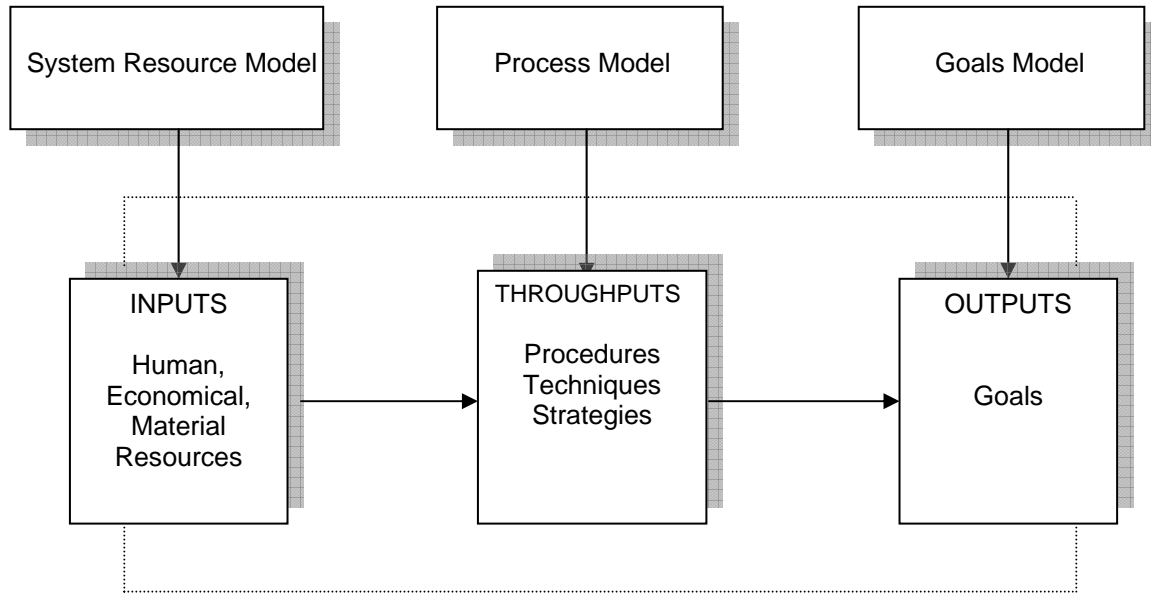 System Resource Model
Process Model
Goals Model
INPUTS
Human,
Economical,
Material
Resources
THROUGHPUTS
Procedures
Techniques
Strategies
OUTPUTS
Goals